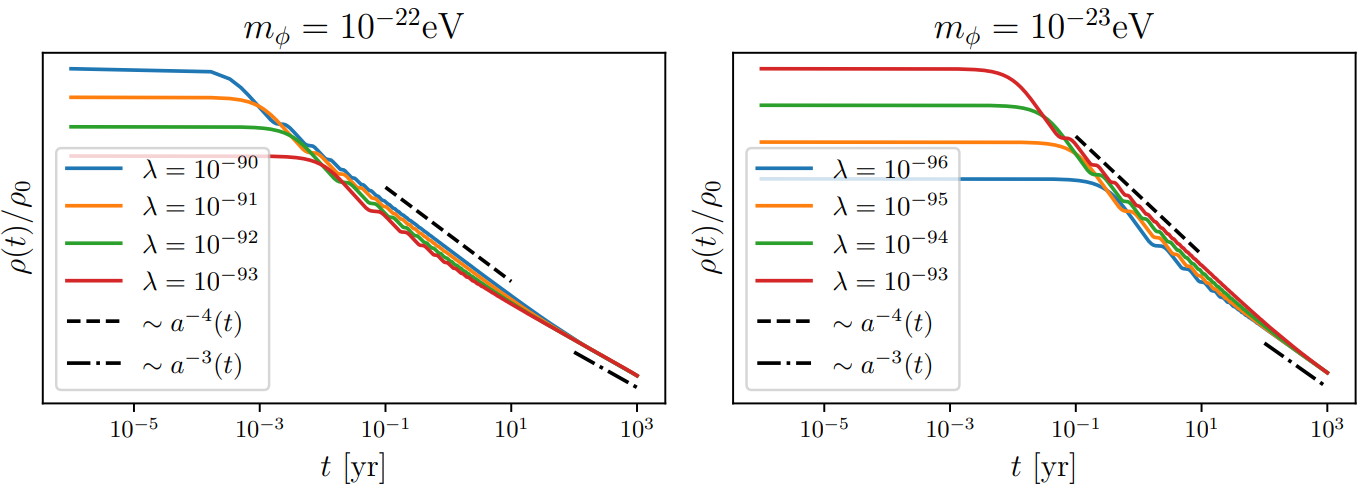 m_ϕ = 10⁻²²eV
ρ(t)/ρ₀
λ = 10⁻⁹⁰
λ = 10⁻⁹¹
λ = 10⁻⁹²
λ = 10⁻⁹³
∼ a⁻⁴(t)
∼ a⁻³(t)
10⁻⁵ 10⁻³ 10⁻¹ 10¹ 10³
t [yr]
m_ϕ = 10⁻²³eV
ρ(t)/ρ₀
λ = 10⁻⁹⁶
λ = 10⁻⁹⁵
λ = 10⁻⁹⁴
λ = 10⁻⁹³
∼ a⁻⁴(t)
∼ a⁻³(t)
10⁻⁵ 10⁻³ 10⁻¹ 10¹ 10³
t [yr]